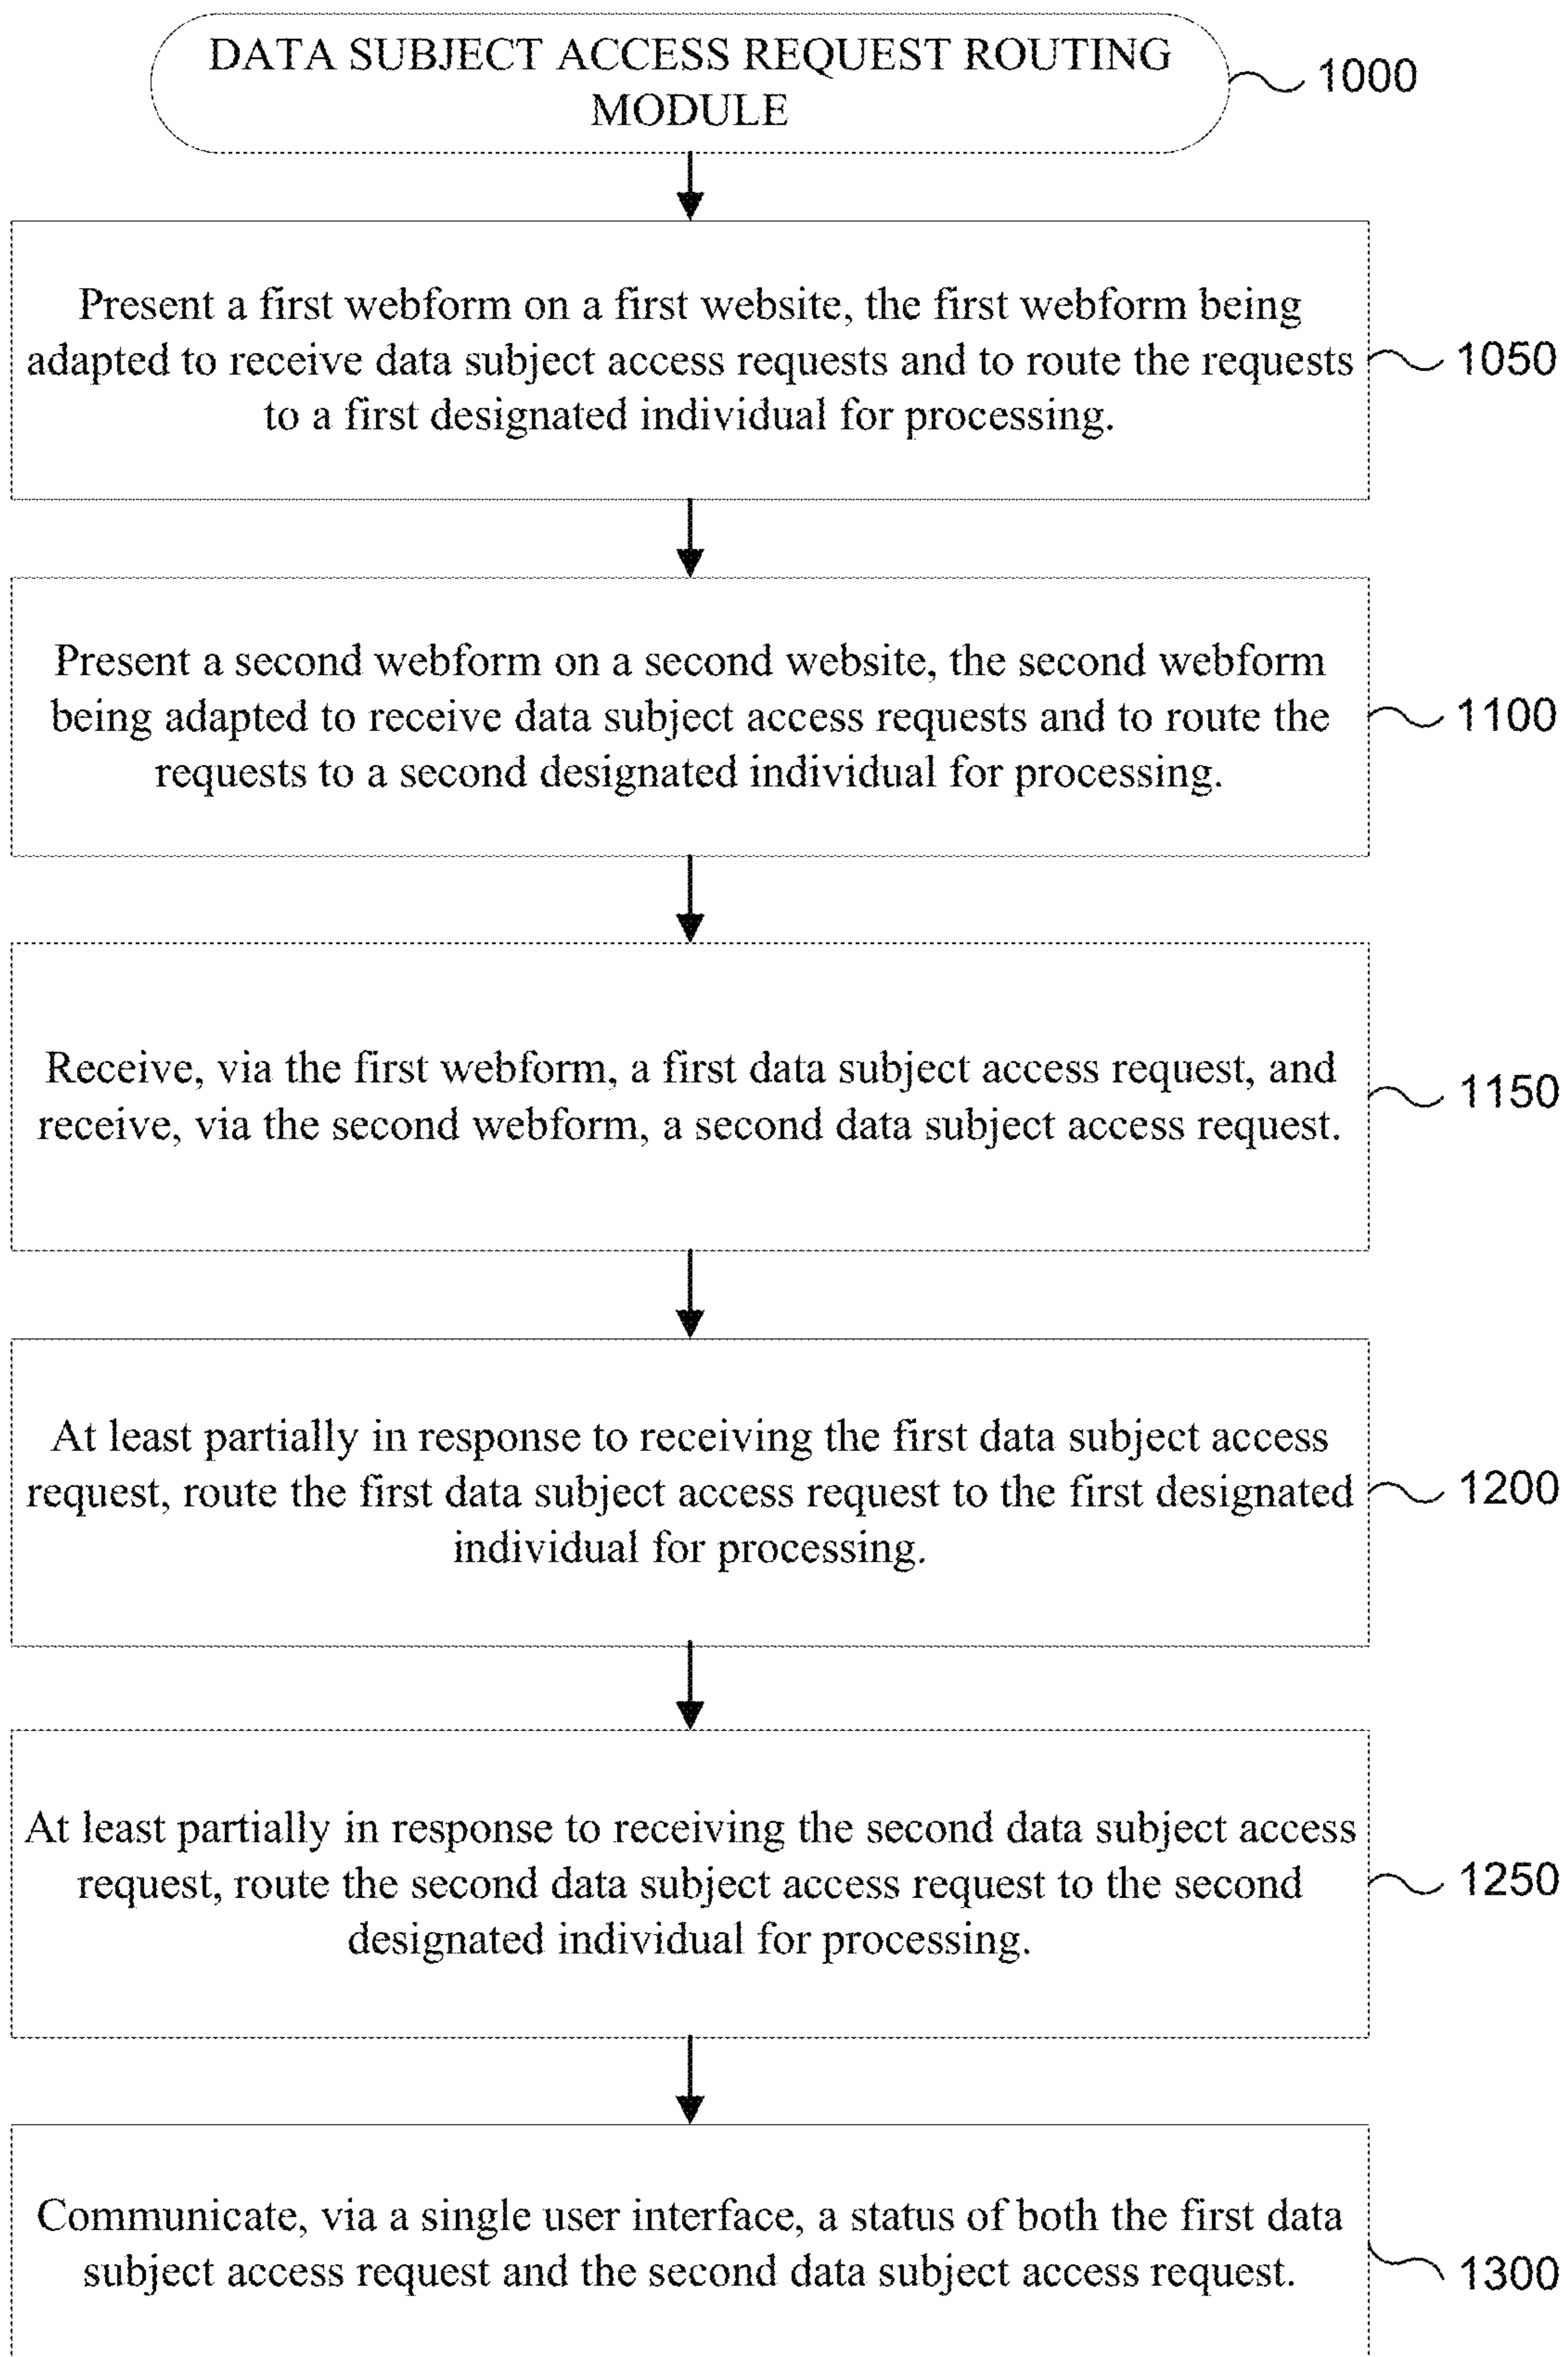 DATA SUBJECT ACCESS REQUEST ROUTING
MODULE
1000
Present a first webform on a first website, the first webform being
adapted to receive data subject access requests and to route the requests
to a first designated individual for processing.
1050
Present a second webform on a second website, the second webform
being adapted to receive data subject access requests and to route the
requests to a second designated individual for processing.
1100
Receive, via the first webform, a first data subject access request, and
receive, via the second webform, a second data subject access request.
1150
At least partially in response to receiving the first data subject access
request, route the first data subject access request to the first designated
individual for processing.
1200
At least partially in response to receiving the second data subject access
request, route the second data subject access request to the second
designated individual for processing.
1250
Communicate, via a single user interface, a status of both the first data
subject access request and the second data subject access request.
1300